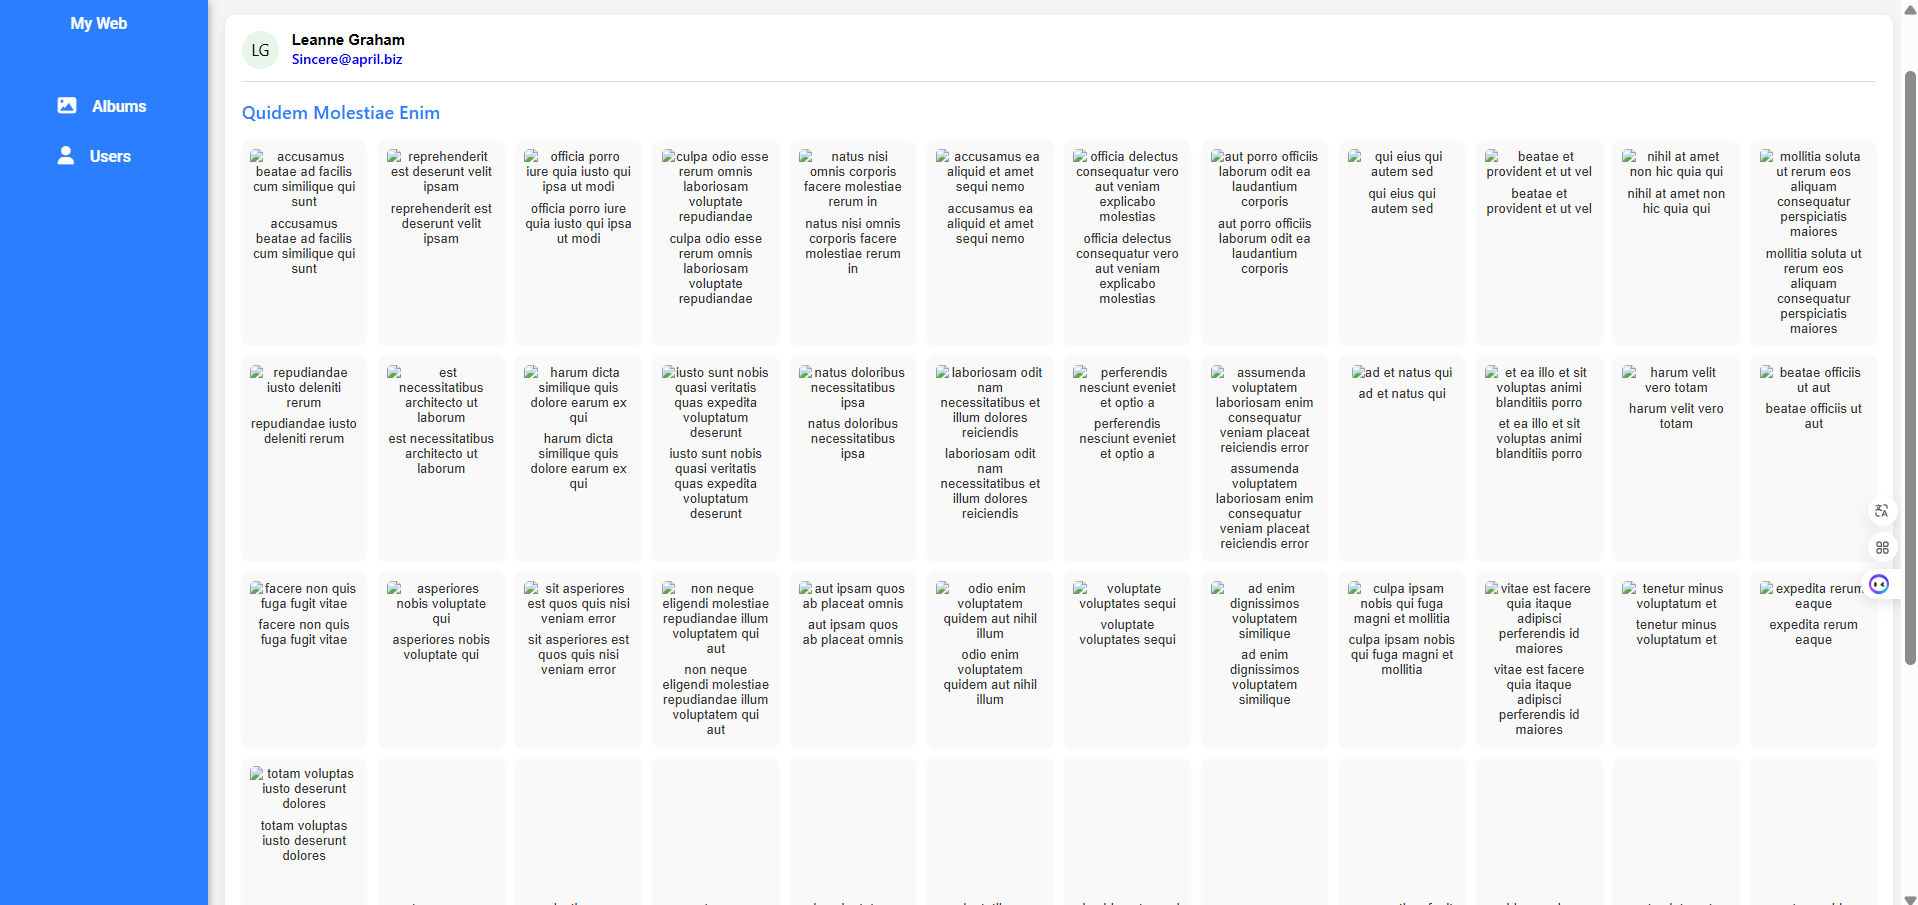 My Web
Albums
Users
LG
Leanne Graham
Sincere@april.biz
Quidem Molestiae Enim
accusamus
beatae ad facilis
cum similique qui
sunt
accusamus
beatae ad facilis
cum similique qui
sunt
reprehenderit
est deserunt velit
ipsam
reprehenderit est
deserunt velit
ipsam
officia porro
iure quia iusto qui
ipsa ut modi
officia porro iure
quia iusto qui ipsa
ut modi
culpa odio esse
rerum omnis
laboriosam
voluptate
repudiandae
culpa odio esse
rerum omnis
laboriosam
voluptate
repudiandae
natus nisi
omnis corporis
facere molestiae
rerum in
natus nisi omnis
corporis facere
molestiae rerum
in
accusamus ea
aliquid et amet
sequi nemo
accusamus ea
aliquid et amet
sequi nemo
officia delectus
consequatur vero
aut veniam
explicabo
molestias
officia delectus
consequatur vero
aut veniam
explicabo
molestias
aut porro officiis
laborum odit ea
laudantium
corporis
aut porro officiis
laborum odit ea
laudantium
corporis
qui eius qui
autem sed
qui eius qui
autem sed
beatae et
provident et ut vel
beatae et
provident et ut vel
nihil at amet
non hic quia qui
nihil at amet non
hic quia qui
mollitia soluta
ut rerum eos
aliquam
consequatur
perspiciatis
maiores
mollitia soluta ut
rerum eos
aliquam
consequatur
perspiciatis
maiores
repudiandae
iusto deleniti
rerum
repudiandae iusto
deleniti rerum
est
necessitatibus
architecto ut
laborum
est necessitatibus
architecto ut
laborum
harum dicta
similique quis
dolore earum ex
qui
harum dicta
similique quis
dolore earum ex
qui
iusto sunt nobis
quasi veritatis
quas expedita
voluptatum
deserunt
iusto sunt nobis
quasi veritatis
quas expedita
voluptatum
deserunt
natus doloribus
necessitatibus
ipsa
natus doloribus
necessitatibus
ipsa
laboriosam odit
nam
necessitatibus et
illum dolores
reiciendis
laboriosam odit
nam
necessitatibus et
illum dolores
reiciendis
perferendis
nesciunt eveniet
et optio a
perferendis
nesciunt eveniet
et optio a
assumenda
voluptatem
laboriosam enim
consequatur
veniam placeat
reiciendis error
assumenda
voluptatem
laboriosam enim
consequatur
veniam placeat
reiciendis error
ad et natus qui
ad et natus qui
et ea illo et sit
voluptas animi
blanditiis porro
et ea illo et sit
voluptas animi
blanditiis porro
harum velit
vero totam
harum velit vero
totam
beatae officiis
ut aut
beatae officiis ut
aut
facere non quis
fuga fugit vitae
facere non quis
fuga fugit vitae
asperiores
nobis voluptate
qui
asperiores nobis
voluptate qui
sit asperiores
est quos quis nisi
veniam error
sit asperiores est
quos quis nisi
veniam error
non neque
eligendi molestiae
repudiandae illum
voluptatem qui
aut
non neque
eligendi molestiae
repudiandae illum
voluptatem qui
aut
aut ipsam quos
ab placeat omnis
aut ipsam quos
ab placeat omnis
odio enim
voluptatem
quidem aut nihil
illum
odio enim
voluptatem
quidem aut nihil
illum
voluptate
voluptates sequi
voluptate
voluptates sequi
ad enim
dignissimos
voluptatem
similique
ad enim
dignissimos
voluptatem
similique
culpa ipsam
nobis qui fuga
magni et mollitia
culpa ipsam nobis
qui fuga magni et
mollitia
vitae est facere
quia itaque
adipisci
perferendis id
maiores
vitae est facere
quia itaque
adipisci
perferendis id
maiores
tenetur minus
voluptatum et
tenetur minus
voluptatum et
expedita rerum
eaque
expedita rerum
eaque
totam voluptas
iusto deserunt
dolores
totam voluptas
iusto deserunt
dolores